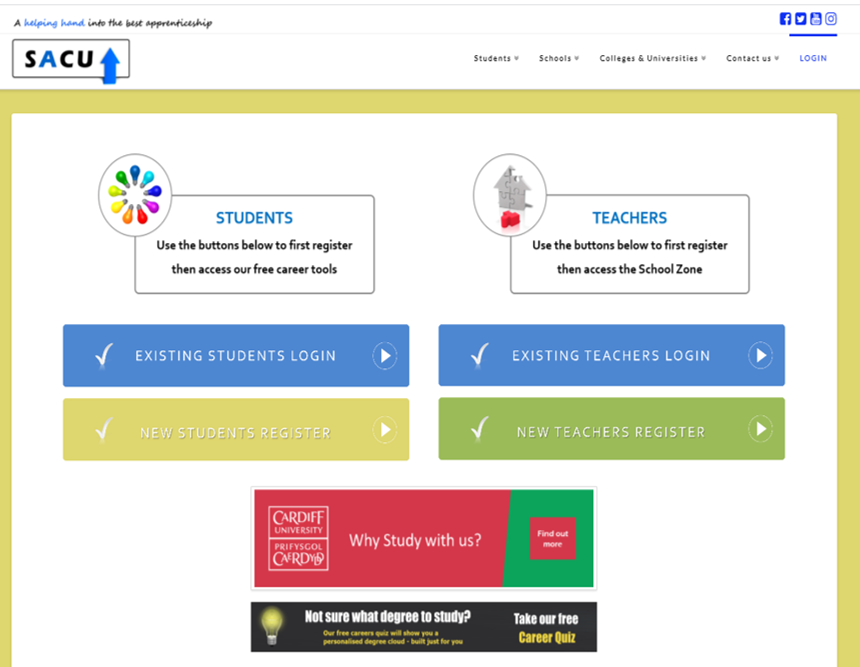 A helping hand into the best apprenticeship
SACU
Students
Schools
Colleges & Universities
Contact us
LOGIN
STUDENTS
Use the buttons below to first register
then access our free career tools
TEACHERS
Use the buttons below to first register
then access the School Zone
EXISTING STUDENTS LOGIN
EXISTING TEACHERS LOGIN
NEW STUDENTS REGISTER
NEW TEACHERS REGISTER
CARDIFF
UNIVERSITY
PRIFYSGOL
CAERDYDD
Why Study with us?
Find out
more
Not sure what degree to study?
Our free careers quiz will show you a
personalised degree cloud - built just for you
Take our free
Career Quiz